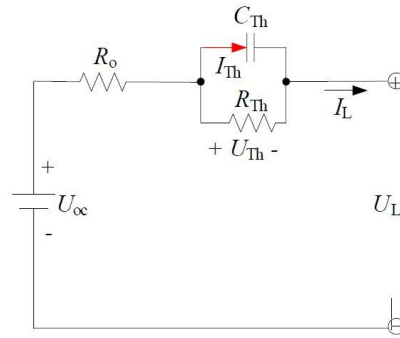 C_Th
R_o
I_Th
R_Th
I_L
+ U_Th -
+
U_oc
U_L
-